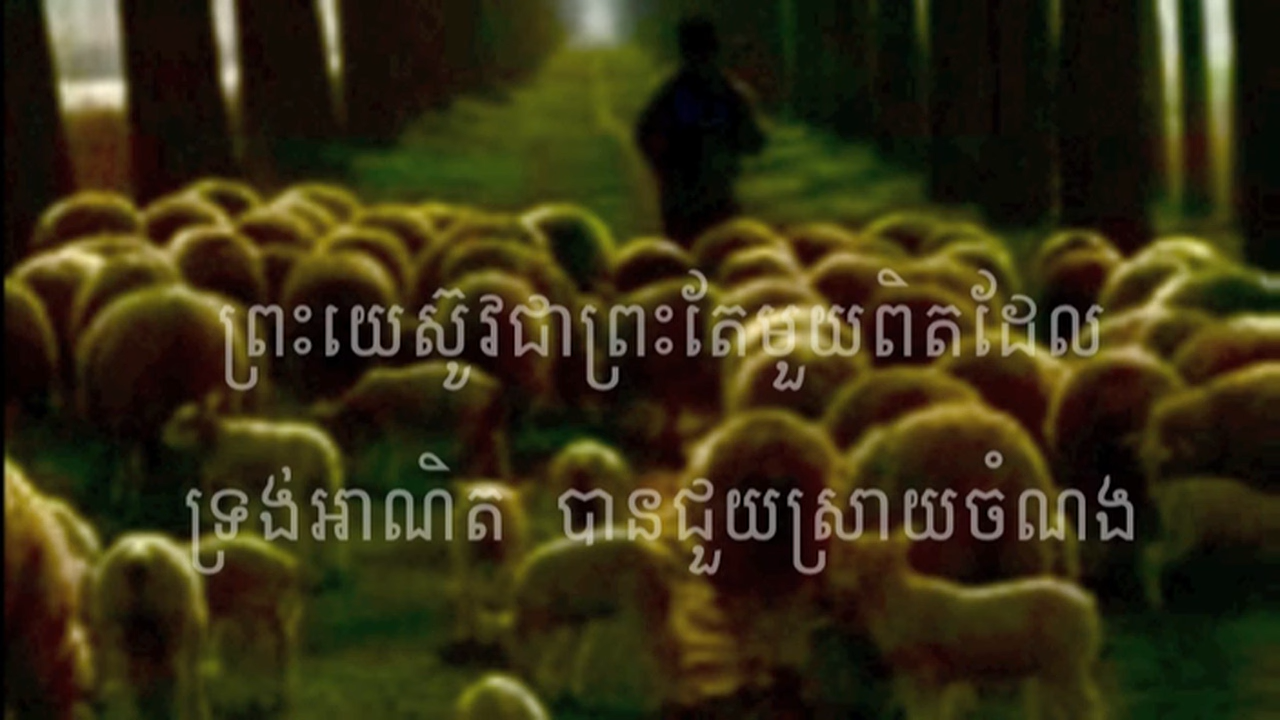 ព្រះយេស៊ូវជាព្រះតែមួយពិតដែល
ទ្រង់អាណិត បានជួយស្រាយចំណង